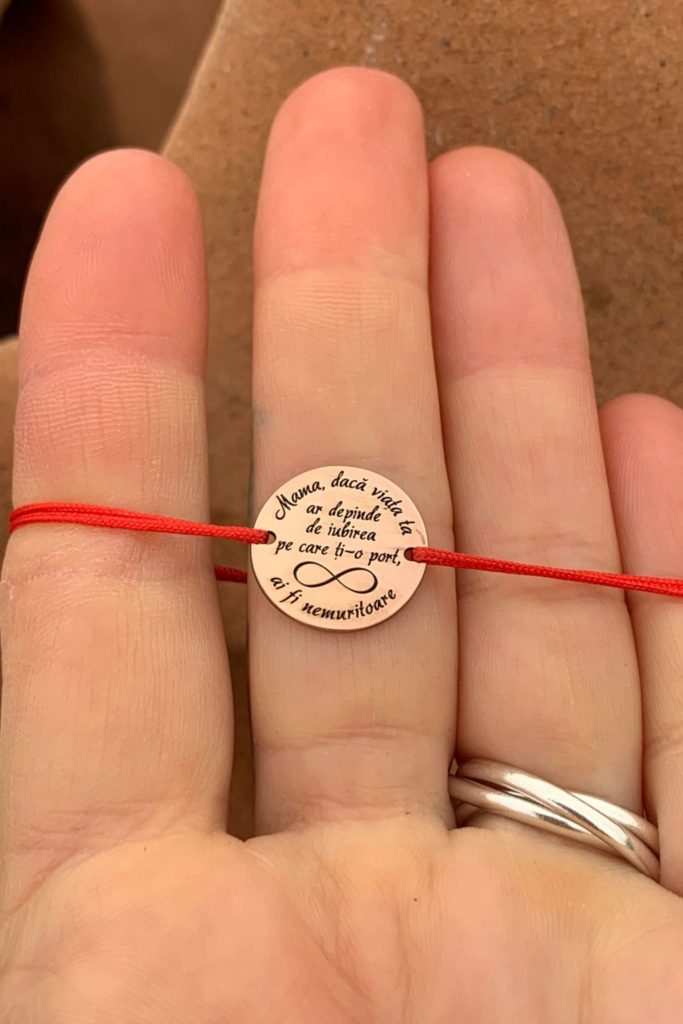 Mama, dacă viața ta
ar depinde
de iubirea
pe care ți-o port,
ai fi nemuritoare